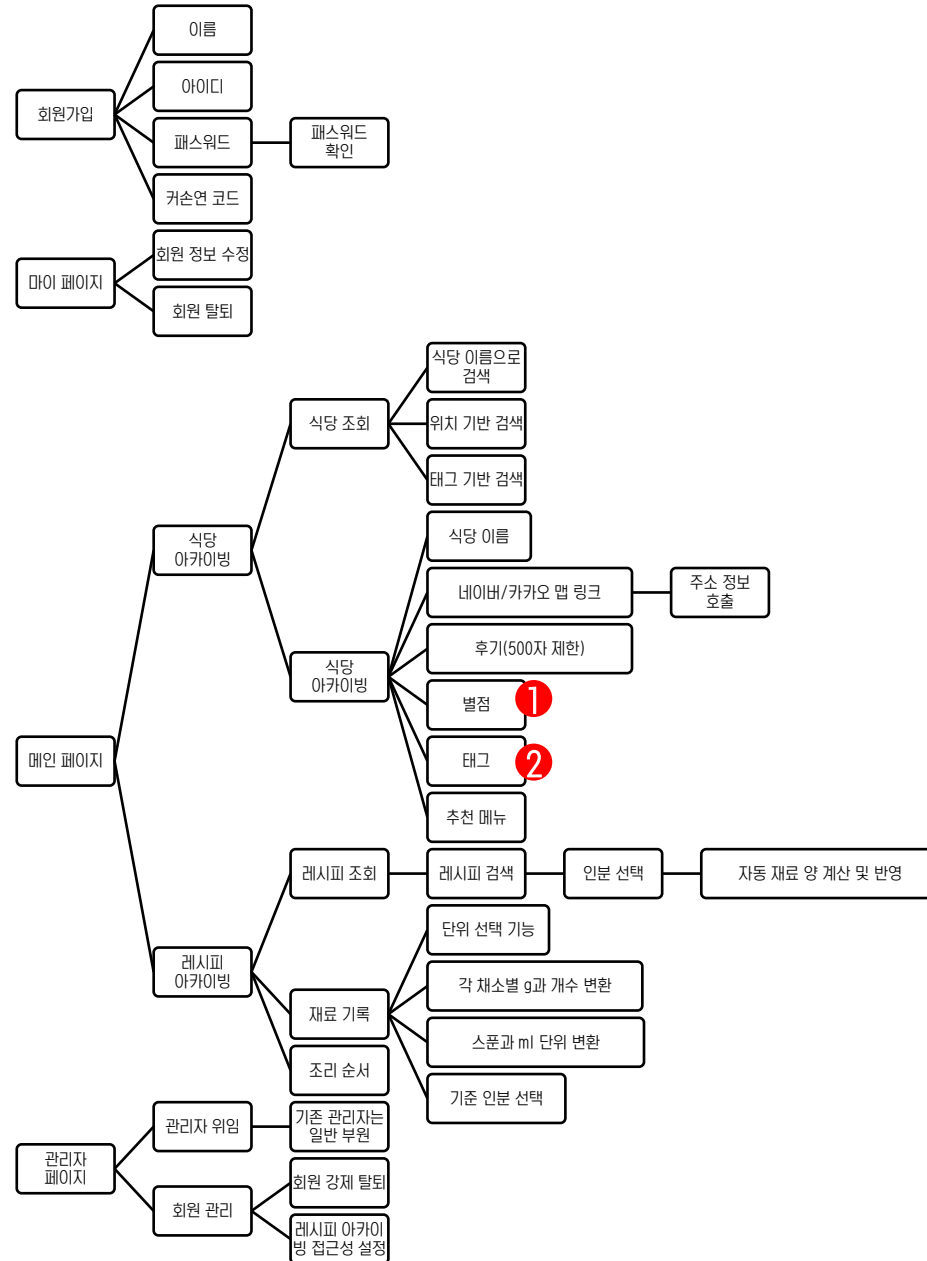 회원가입
이름
아이디
패스워드
패스워드
확인
커손연 코드
마이 페이지
회원 정보 수정
회원 탈퇴
메인 페이지
식당
아카이빙
식당 조회
식당 이름으로
검색
위치 기반 검색
태그 기반 검색
식당
아카이빙
식당 이름
네이버/카카오 맵 링크
주소 정보
호출
후기(500자 제한)
별점
1
태그
2
추천 메뉴
레시피
아카이빙
레시피 조회
레시피 검색
인분 선택
자동 재료 양 계산 및 반영
재료 기록
단위 선택 기능
각 채소별 g과 개수 변환
스푼과 ml 단위 변환
기준 인분 선택
조리 순서
관리자
페이지
관리자 위임
기존 관리자는
일반 부원
회원 관리
회원 강제 탈퇴
레시피 아카이
빙 접근성 설정